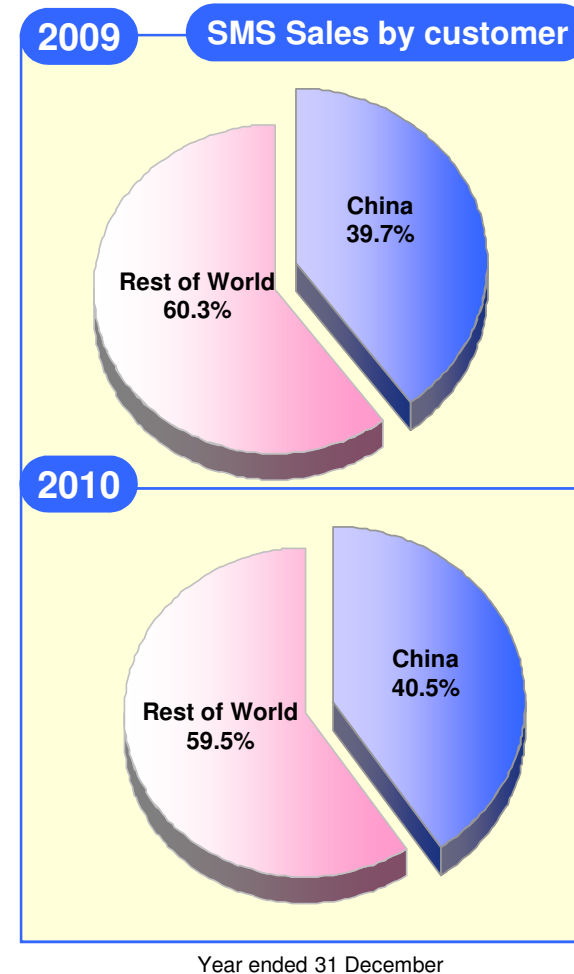 2009
SMS Sales by customer
China
39.7%
Rest of World
60.3%
2010
China
40.5%
Rest of World
59.5%
Year ended 31 December